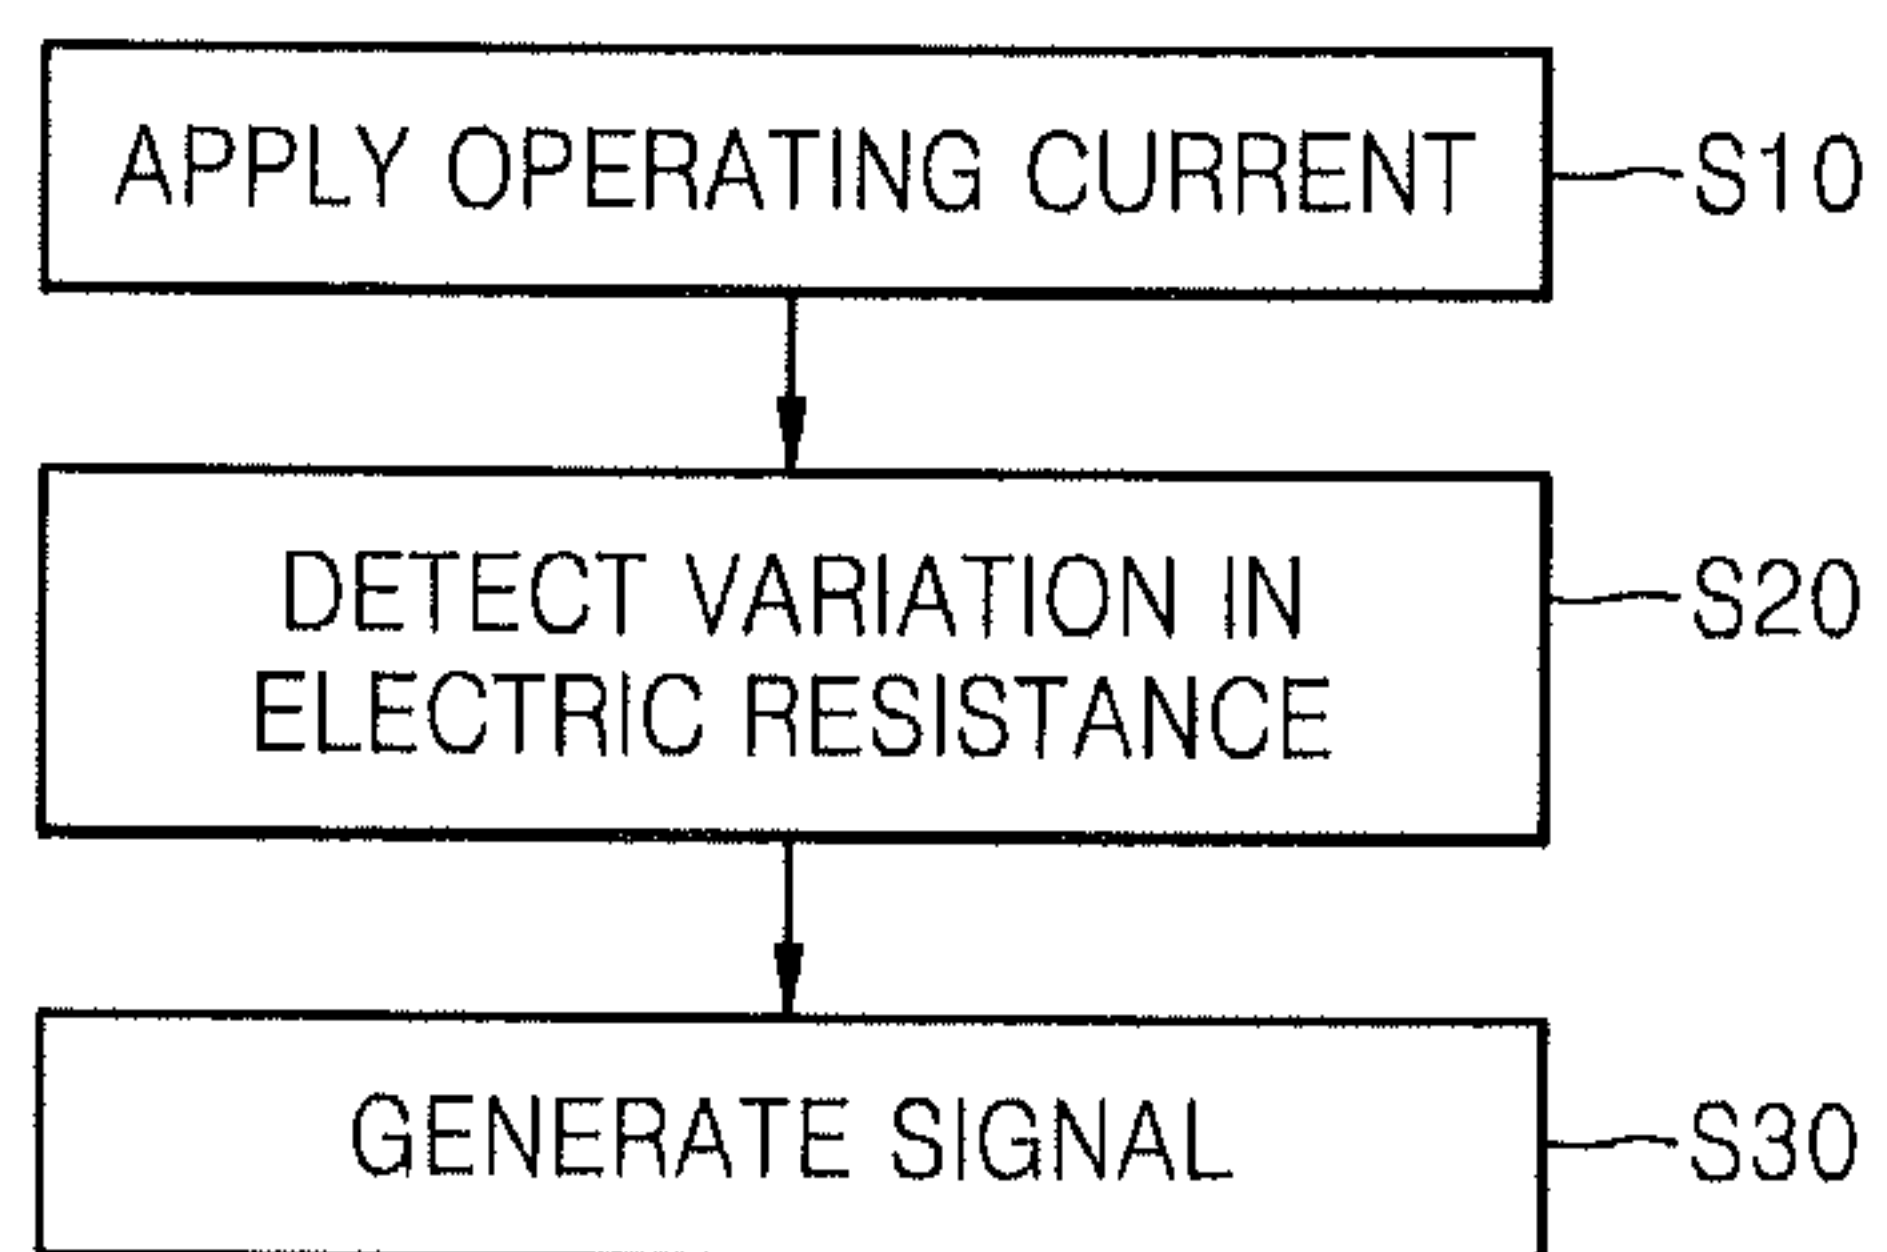 APPLY OPERATING CURRENT
S10
DETECT VARIATION IN
ELECTRIC RESISTANCE
S20
GENERATE SIGNAL
S30